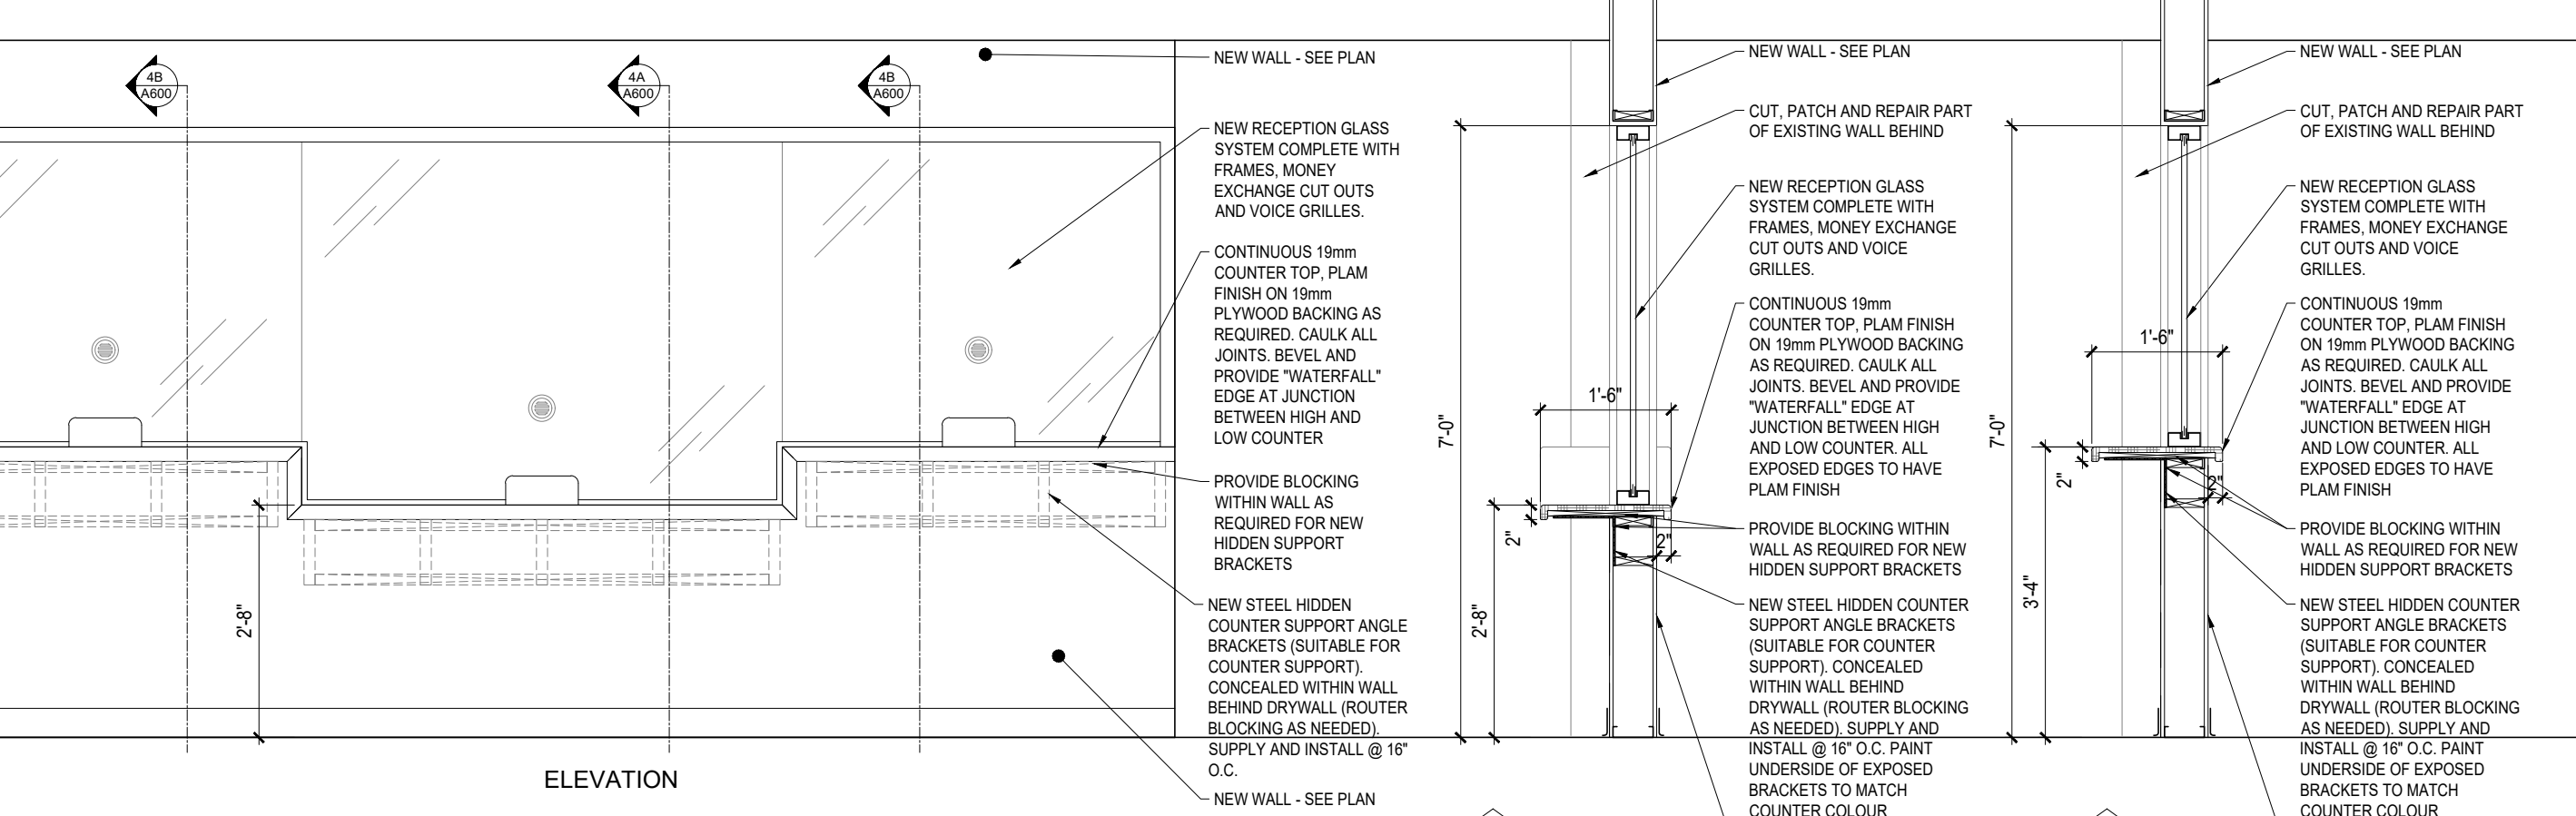 4B
A600
4A
A600
4B
A600
2'-8"
ELEVATION
NEW WALL - SEE PLAN
NEW RECEPTION GLASS
SYSTEM COMPLETE WITH
FRAMES, MONEY
EXCHANGE CUT OUTS
AND VOICE GRILLES.
CONTINUOUS 19mm
COUNTER TOP, PLAM
FINISH ON 19mm
PLYWOOD BACKING AS
REQUIRED. CAULK ALL
JOINTS. BEVEL AND
PROVIDE "WATERFALL"
EDGE AT JUNCTION
BETWEEN HIGH AND
LOW COUNTER
PROVIDE BLOCKING
WITHIN WALL AS
REQUIRED FOR NEW
HIDDEN SUPPORT
BRACKETS
NEW STEEL HIDDEN
COUNTER SUPPORT ANGLE
BRACKETS (SUITABLE FOR
COUNTER SUPPORT).
CONCEALED WITHIN WALL
BEHIND DRYWALL (ROUTER
BLOCKING AS NEEDED).
SUPPLY AND INSTALL @ 16"
O.C.
NEW WALL - SEE PLAN
7'-0"
2'-8"
2"
1'-6"
2"
NEW WALL - SEE PLAN
CUT, PATCH AND REPAIR PART
OF EXISTING WALL BEHIND
NEW RECEPTION GLASS
SYSTEM COMPLETE WITH
FRAMES, MONEY EXCHANGE
CUT OUTS AND VOICE
GRILLES.
CONTINUOUS 19mm
COUNTER TOP, PLAM FINISH
ON 19mm PLYWOOD BACKING
AS REQUIRED. CAULK ALL
JOINTS. BEVEL AND PROVIDE
"WATERFALL" EDGE AT
JUNCTION BETWEEN HIGH
AND LOW COUNTER. ALL
EXPOSED EDGES TO HAVE
PLAM FINISH
PROVIDE BLOCKING WITHIN
WALL AS REQUIRED FOR NEW
HIDDEN SUPPORT BRACKETS
NEW STEEL HIDDEN COUNTER
SUPPORT ANGLE BRACKETS
(SUITABLE FOR COUNTER
SUPPORT). CONCEALED
WITHIN WALL BEHIND
DRYWALL (ROUTER BLOCKING
AS NEEDED). SUPPLY AND
INSTALL @ 16" O.C. PAINT
UNDERSIDE OF EXPOSED
BRACKETS TO MATCH
COUNTER COLOUR
7'-0"
3'-4"
2"
1'-6"
2"
NEW WALL - SEE PLAN
CUT, PATCH AND REPAIR PART
OF EXISTING WALL BEHIND
NEW RECEPTION GLASS
SYSTEM COMPLETE WITH
FRAMES, MONEY EXCHANGE
CUT OUTS AND VOICE
GRILLES.
CONTINUOUS 19mm
COUNTER TOP, PLAM FINISH
ON 19mm PLYWOOD BACKING
AS REQUIRED. CAULK ALL
JOINTS. BEVEL AND PROVIDE
"WATERFALL" EDGE AT
JUNCTION BETWEEN HIGH
AND LOW COUNTER. ALL
EXPOSED EDGES TO HAVE
PLAM FINISH
PROVIDE BLOCKING WITHIN
WALL AS REQUIRED FOR NEW
HIDDEN SUPPORT BRACKETS
NEW STEEL HIDDEN COUNTER
SUPPORT ANGLE BRACKETS
(SUITABLE FOR COUNTER
SUPPORT). CONCEALED
WITHIN WALL BEHIND
DRYWALL (ROUTER BLOCKING
AS NEEDED). SUPPLY AND
INSTALL @ 16" O.C. PAINT
UNDERSIDE OF EXPOSED
BRACKETS TO MATCH
COUNTER COLOUR